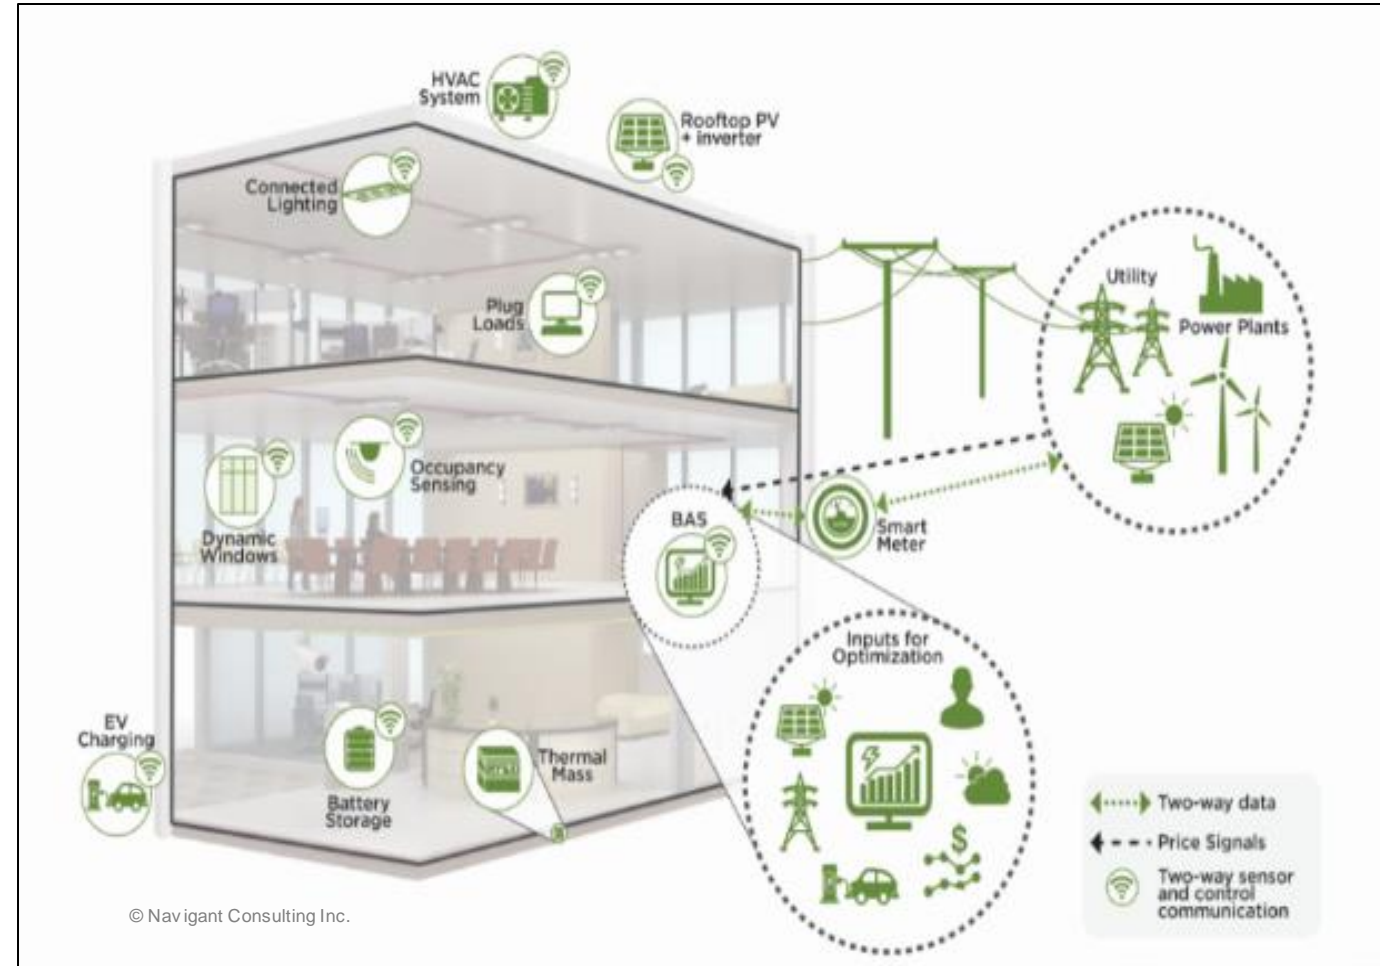 HVAC
System
Rooftop PV
+ inverter
Connected
Lighting
Plug
Loads
Utility
Power Plants
Occupancy
Sensing
Dynamic
Windows
BAS
Smart
Meter
Inputs for
Optimization
$
EV
Charging
Battery
Storage
Thermal
Mass
Two-way data
Price Signals
Two-way sensor
and control
communication
© Navigant Consulting Inc.